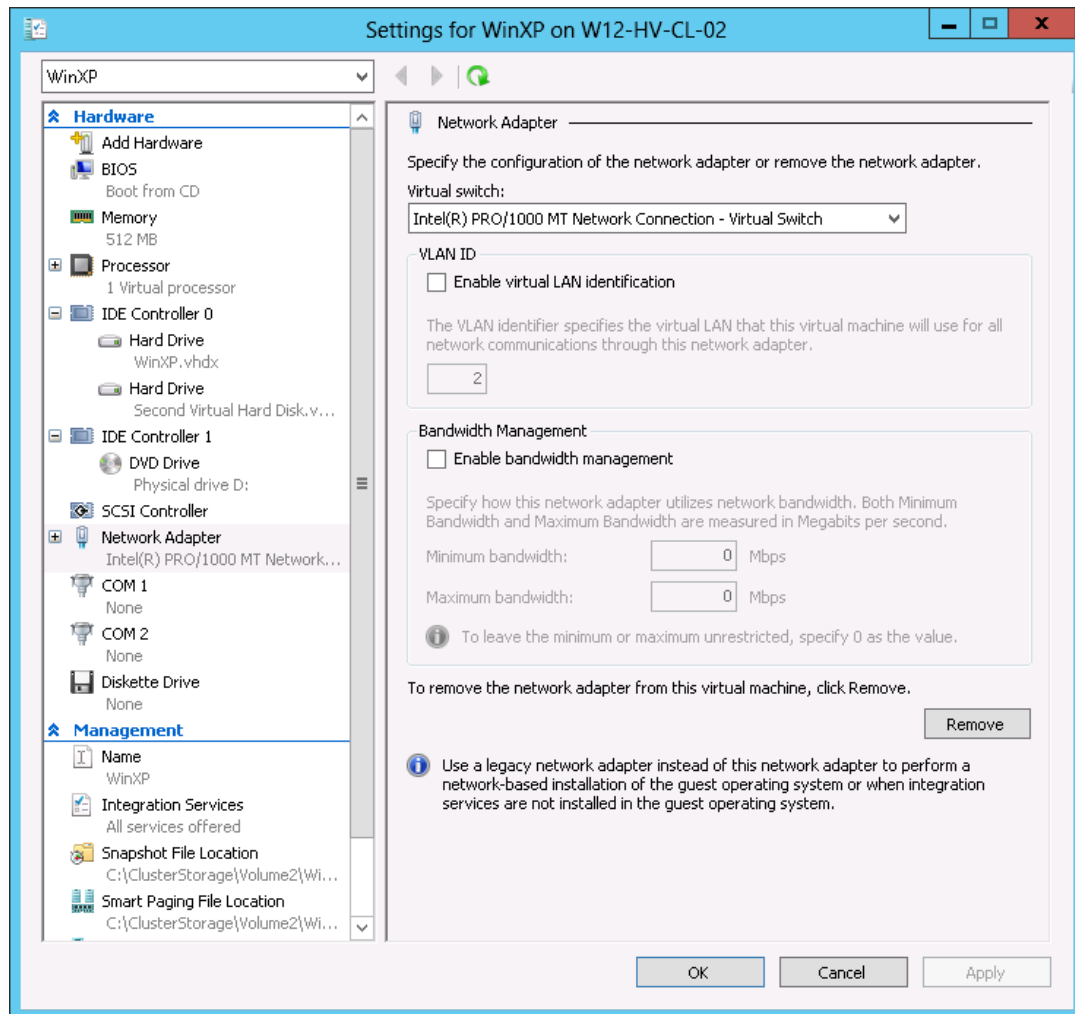 Settings for WinXP on W12-HV-CL-02
WinXP
Hardware
Add Hardware
BIOS
Boot from CD
Memory
512 MB
Processor
1 Virtual processor
IDE Controller 0
Hard Drive
WinXP.vhdx
Hard Drive
Second Virtual Hard Disk.v...
IDE Controller 1
DVD Drive
Physical drive D:
SCSI Controller
Network Adapter
Intel(R) PRO/1000 MT Network...
COM 1
None
COM 2
None
Diskette Drive
None
Management
Name
WinXP
Integration Services
All services offered
Snapshot File Location
C:\ClusterStorage\Volume2\Wi...
Smart Paging File Location
C:\ClusterStorage\Volume2\Wi...
Network Adapter
Specify the configuration of the network adapter or remove the network adapter.
Virtual switch:
Intel(R) PRO/1000 MT Network Connection - Virtual Switch
VLAN ID
Enable virtual LAN identification
The VLAN identifier specifies the virtual LAN that this virtual machine will use for all
network communications through this network adapter.
2
Bandwidth Management
Enable bandwidth management
Specify how this network adapter utilizes network bandwidth. Both Minimum
Bandwidth and Maximum Bandwidth are measured in Megabits per second.
Minimum bandwidth: 0 Mbps
Maximum bandwidth: 0 Mbps
To leave the minimum or maximum unrestricted, specify 0 as the value.
To remove the network adapter from this virtual machine, click Remove.
Remove
Use a legacy network adapter instead of this network adapter to perform a
network-based installation of the guest operating system or when integration
services are not installed in the guest operating system.
OK Cancel Apply